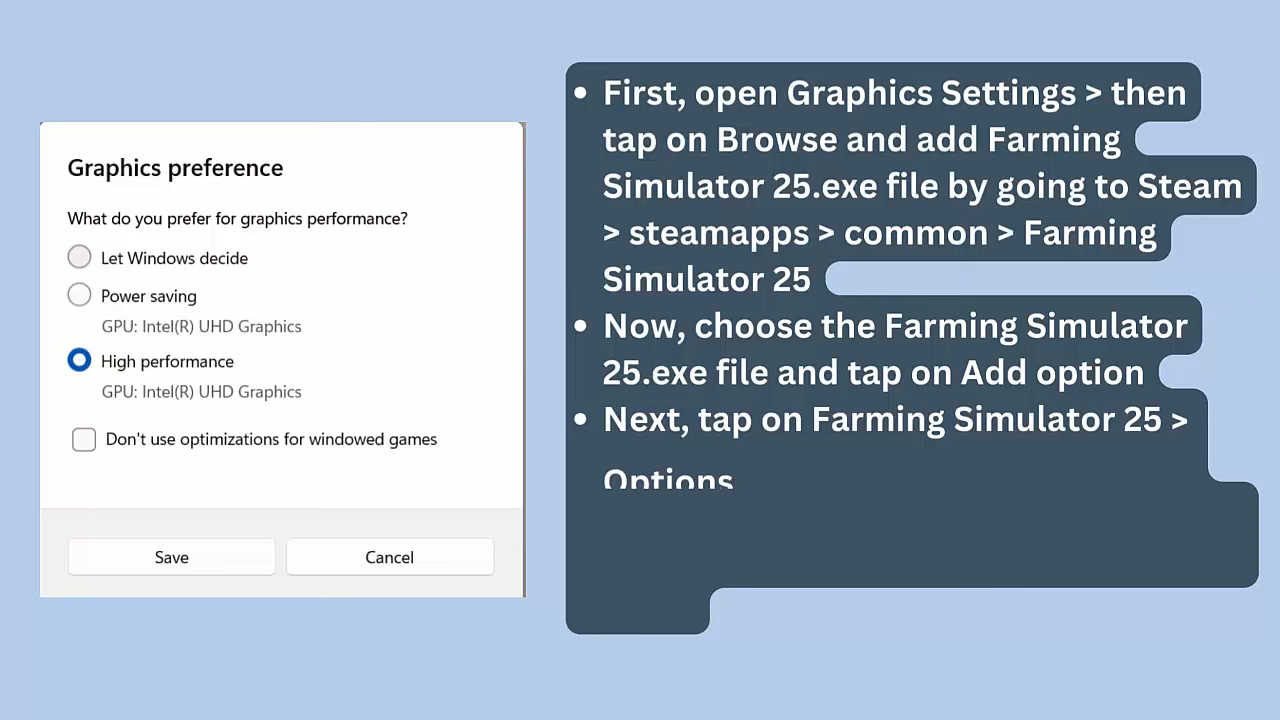 Graphics preference
What do you prefer for graphics performance?
Let Windows decide
Power saving
GPU: Intel(R) UHD Graphics
High performance
GPU: Intel(R) UHD Graphics
Don't use optimizations for windowed games
Save
Cancel
• First, open Graphics Settings > then
tap on Browse and add Farming
Simulator 25.exe file by going to Steam
> steamapps > common > Farming
Simulator 25
• Now, choose the Farming Simulator
25.exe file and tap on Add option
• Next, tap on Farming Simulator 25 >
Options